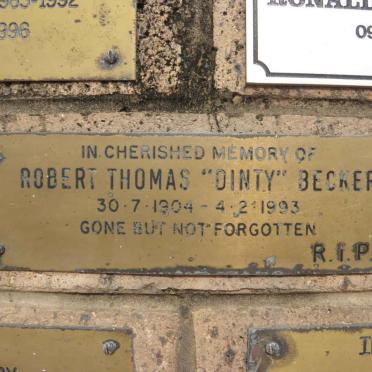 1992
996
09
IN CHERISHED MEMORY OF
ROBERT THOMAS "DINTY" BECKER
30·7·1904 - 4·2·1993
GONE BUT NOT FORGOTTEN
R.I.P.